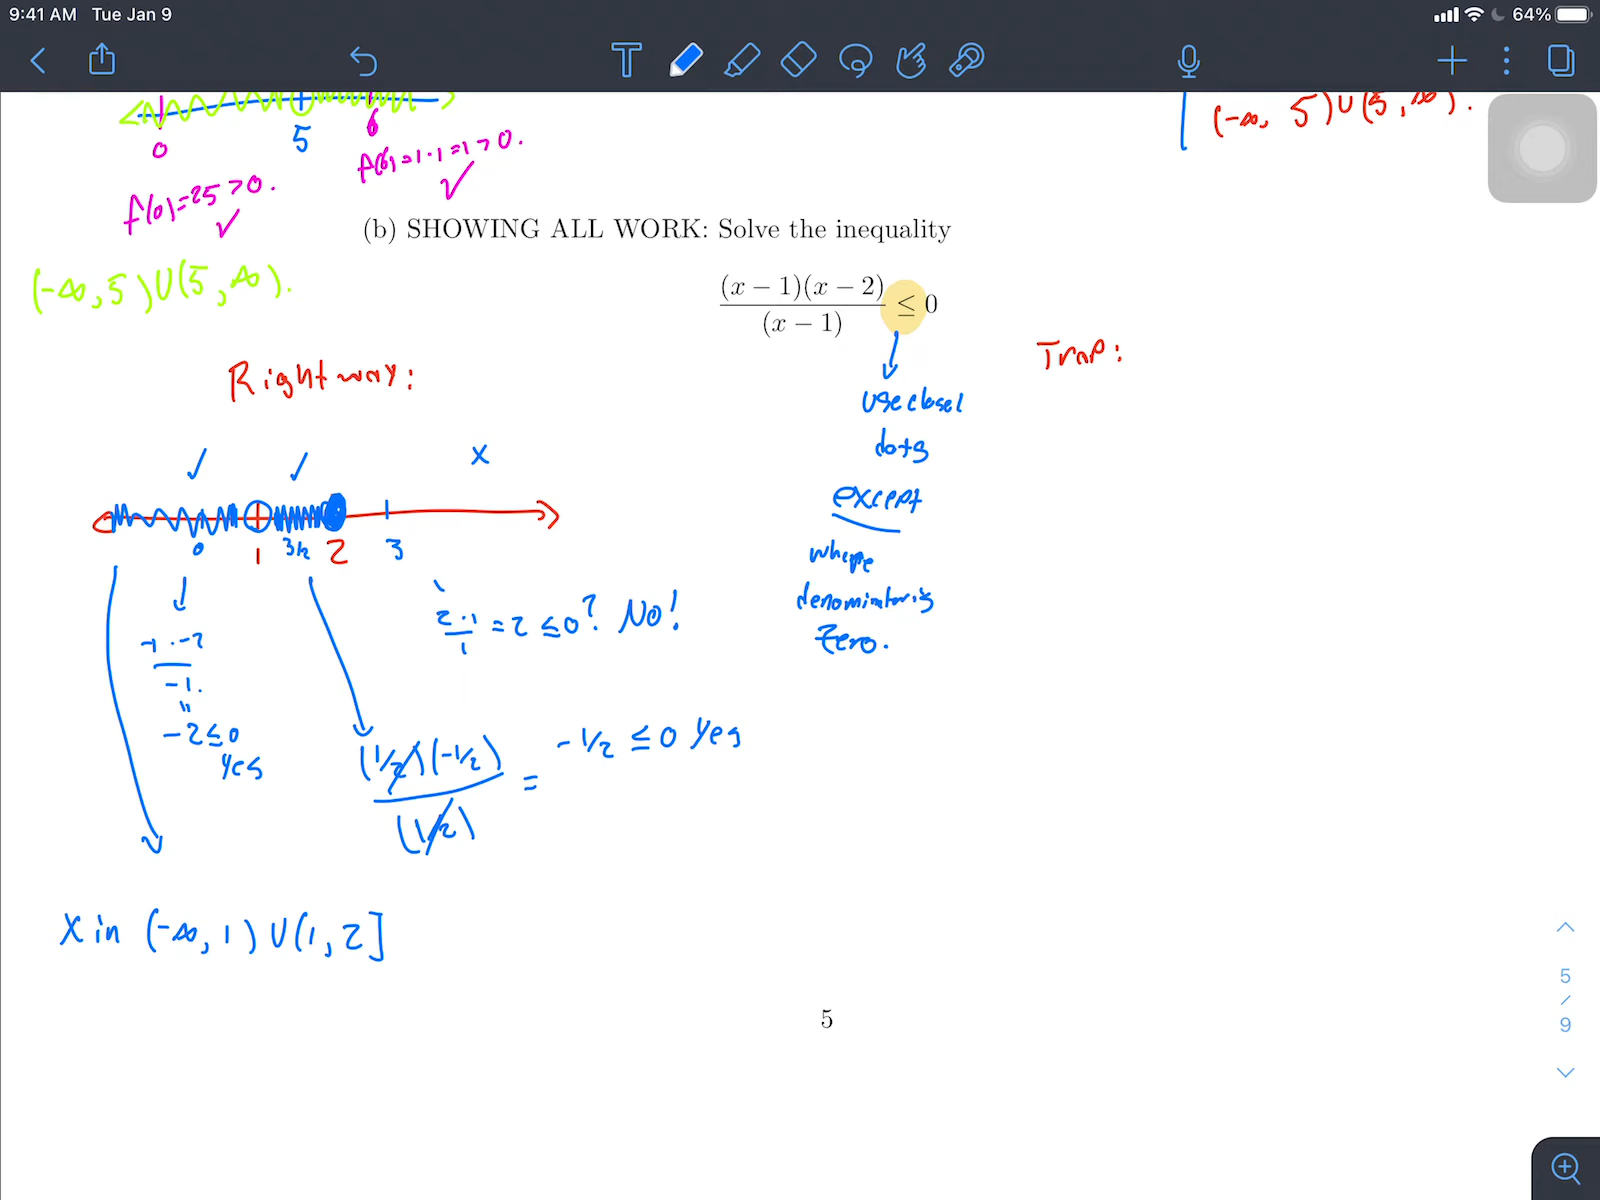 9:41 AM Tue Jan 9
64%
0
5
6
f(0)=25>0.
f(6)=1·1=1>0.
(-∞, 5)∪(5, ∞).
(-∞, 5)∪(5, ∞).
(b) SHOWING ALL WORK: Solve the inequality
(x − 1)(x − 2)
(x − 1)
≤ 0
Right way:
Trap:
use closed
dots
except
where
denominator is
zero.
✓ ✓ x
0 1 3/2 2 3
-1·-2
-1.
"
-2≤0
Yes
2·1
1
=2 ≤0? No!
(1/2)(-1/2)
(1/2)
= -1/2 ≤ 0 Yes
X in (-∞, 1)∪(1, 2]
5
5
/
9